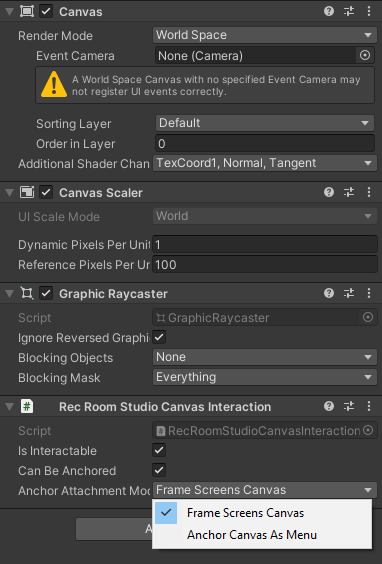 Canvas
Render Mode World Space
Event Camera None (Camera)
A World Space Canvas with no specified Event Camera may
not register UI events correctly.
Sorting Layer Default
Order in Layer 0
Additional Shader Chan TexCoord1, Normal, Tangent
Canvas Scaler
UI Scale Mode World
Dynamic Pixels Per Unit 1
Reference Pixels Per Ur 100
Graphic Raycaster
Script GraphicRaycaster
Ignore Reversed Graphi
Blocking Objects None
Blocking Mask Everything
Rec Room Studio Canvas Interaction
Script RecRoomStudioCanvasInteraction
Is Interactable
Can Be Anchored
Anchor Attachment Mod Frame Screens Canvas
Frame Screens Canvas
A
Anchor Canvas As Menu